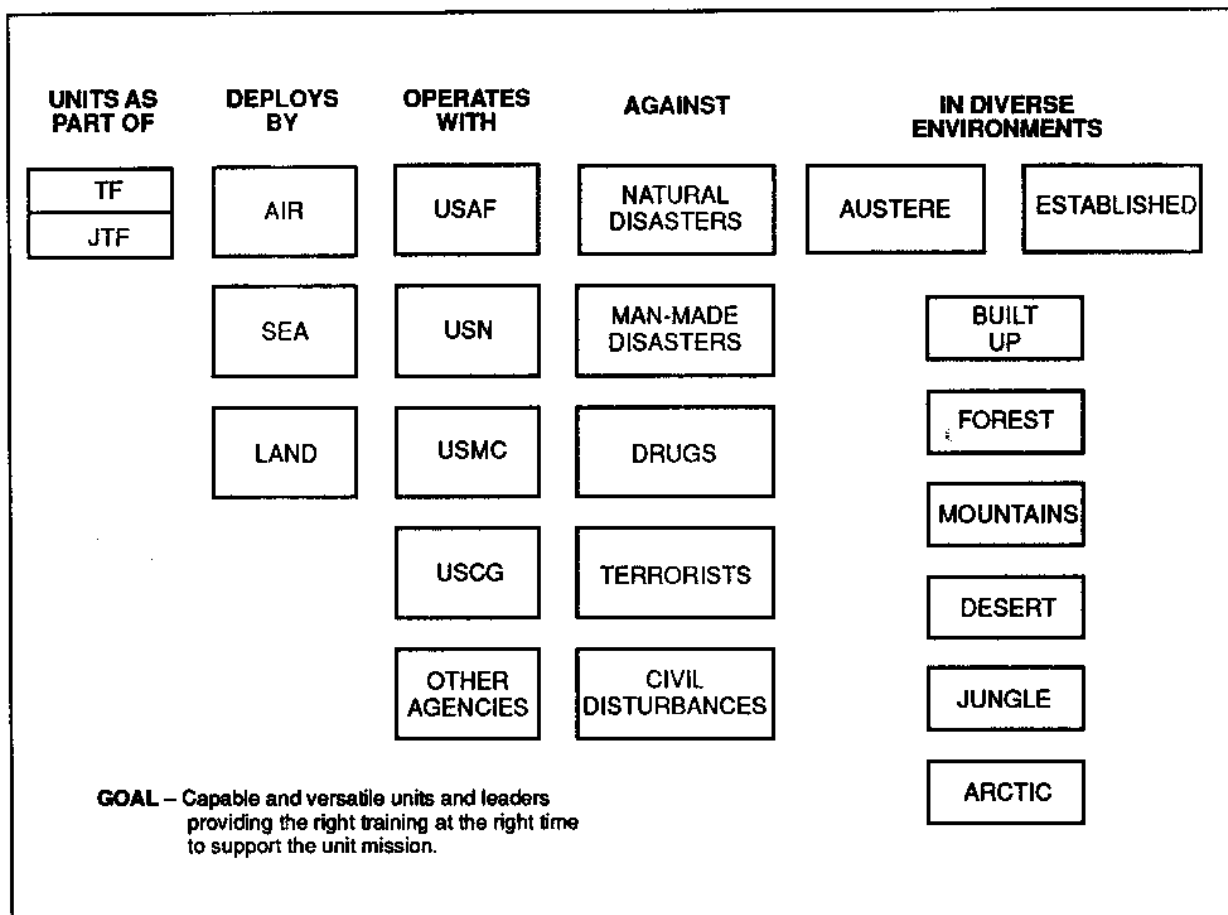 UNITS AS
PART OF
DEPLOYS
BY
OPERATES
WITH
AGAINST
IN DIVERSE
ENVIRONMENTS
TF
JTF
AIR
SEA
LAND
USAF
USN
USMC
USCG
OTHER
AGENCIES
NATURAL
DISASTERS
MAN-MADE
DISASTERS
DRUGS
TERRORISTS
CIVIL
DISTURBANCES
AUSTERE
ESTABLISHED
BUILT
UP
FOREST
MOUNTAINS
DESERT
JUNGLE
ARCTIC
GOAL – Capable and versatile units and leaders
providing the right training at the right time
to support the unit mission.